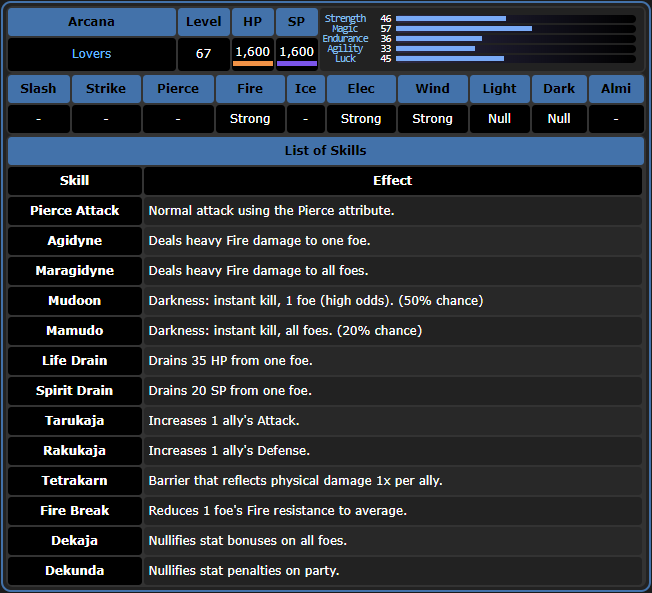 Arcana Level HP SP
Lovers 67 1,600 1,600
Strength 46
Magic 57
Endurance 36
Agility 33
Luck 45
Slash Strike Pierce Fire Ice Elec Wind Light Dark Almi
- - - Strong - Strong Strong Null Null -
List of Skills
Skill Effect
Pierce Attack Normal attack using the Pierce attribute.
Agidyne Deals heavy Fire damage to one foe.
Maragidyne Deals heavy Fire damage to all foes.
Mudoon Darkness: instant kill, 1 foe (high odds). (50% chance)
Mamudo Darkness: instant kill, all foes. (20% chance)
Life Drain Drains 35 HP from one foe.
Spirit Drain Drains 20 SP from one foe.
Tarukaja Increases 1 ally's Attack.
Rakukaja Increases 1 ally's Defense.
Tetrakarn Barrier that reflects physical damage 1x per ally.
Fire Break Reduces 1 foe's Fire resistance to average.
Dekaja Nullifies stat bonuses on all foes.
Dekunda Nullifies stat penalties on party.